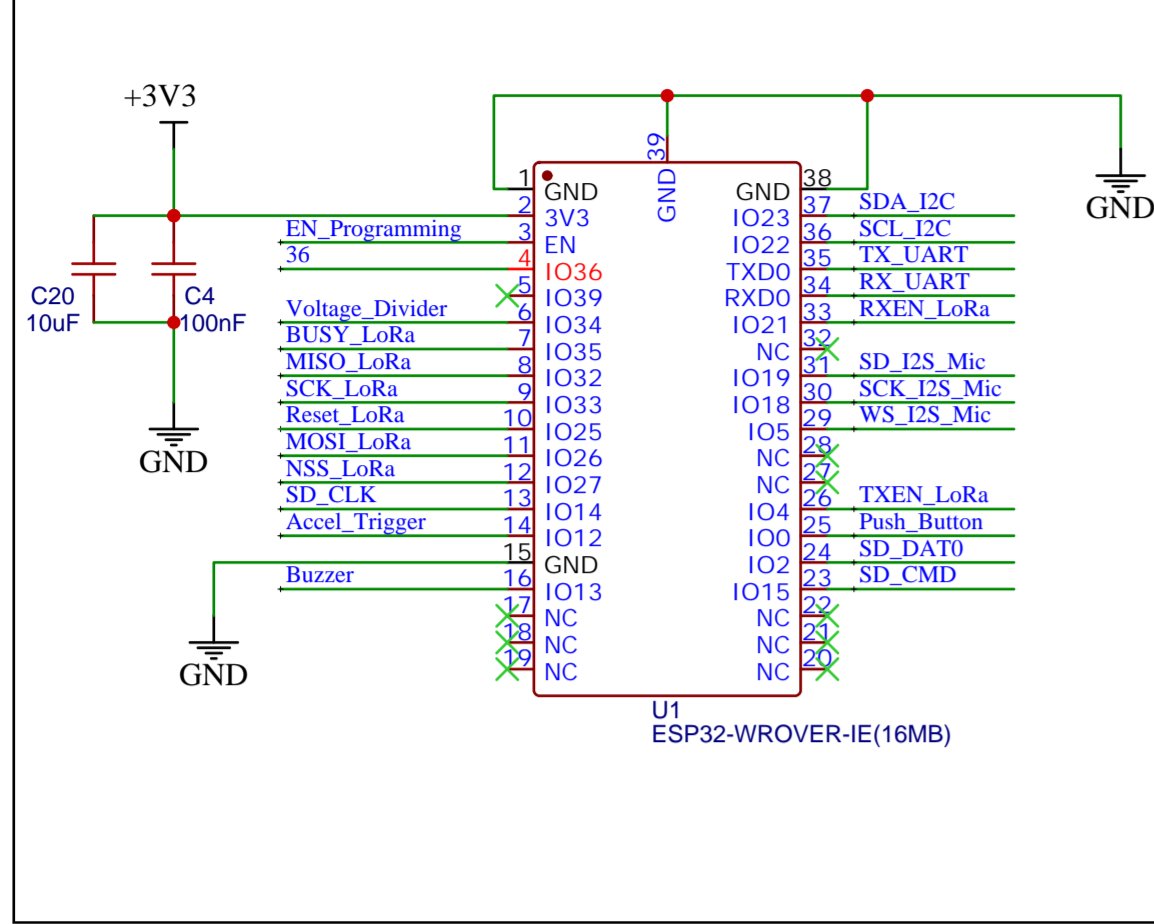 +3V3
C20
10uF
C4
100nF
GND
EN_Programming
36
Voltage_Divider
BUSY_LoRa
MISO_LoRa
SCK_LoRa
Reset_LoRa
MOSI_LoRa
NSS_LoRa
SD_CLK
Accel_Trigger
Buzzer
GND
39
GND
1 GND
2 3V3
3 EN
4 IO36
5 IO39
6 IO34
7 IO35
8 IO32
9 IO33
10 IO25
11 IO26
12 IO27
13 IO14
14 IO12
15 GND
16 IO13
17 NC
18 NC
19 NC
GND 38
IO23 37 SDA_I2C
IO22 36 SCL_I2C
TXD0 35 TX_UART
RXD0 34 RX_UART
IO21 33 RXEN_LoRa
NC 32
IO19 31 SD_I2S_Mic
IO18 30 SCK_I2S_Mic
IO5 29 WS_I2S_Mic
NC 28
NC 27
IO4 26 TXEN_LoRa
IO0 25 Push_Button
IO2 24 SD_DAT0
IO15 23 SD_CMD
NC 22
NC 21
NC 20
GND
U1
ESP32-WROVER-IE(16MB)